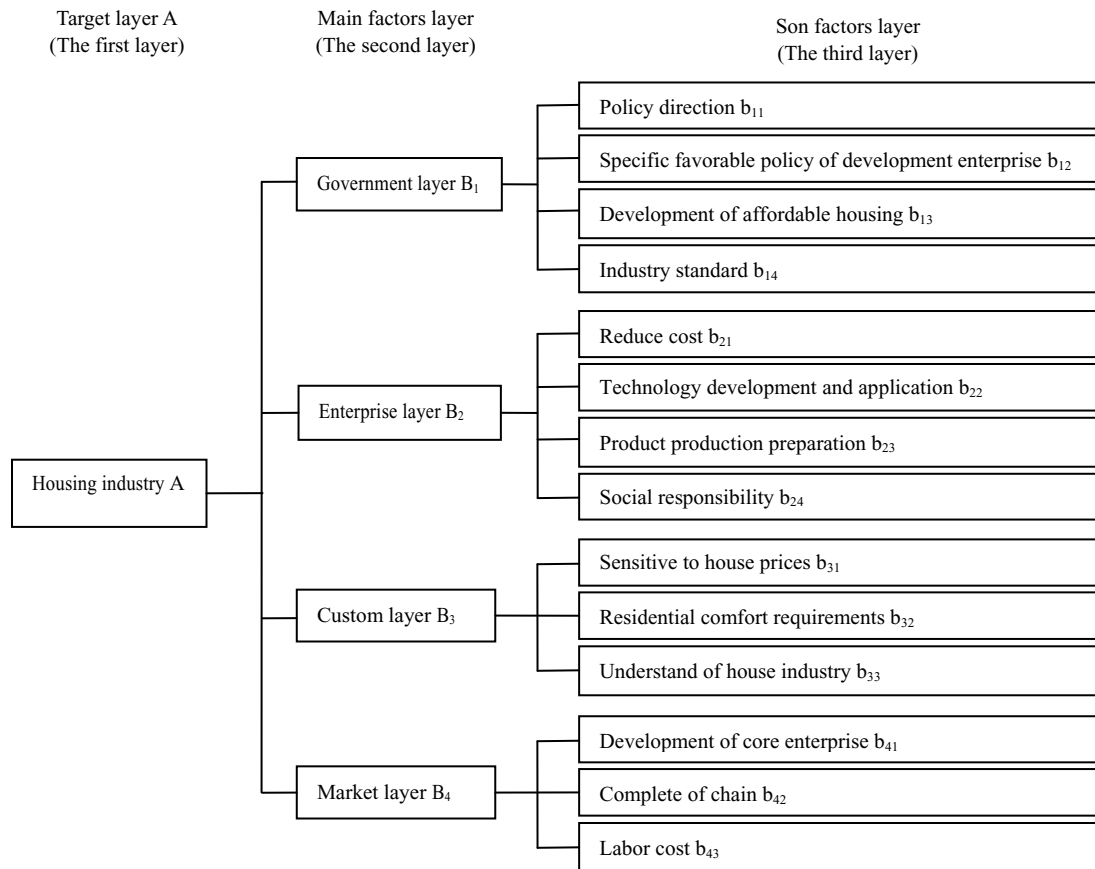 Target layer A
(The first layer)
Main factors layer
(The second layer)
Son factors layer
(The third layer)
Housing industry A
Government layer B₁
Policy direction b₁₁
Specific favorable policy of development enterprise b₁₂
Development of affordable housing b₁₃
Industry standard b₁₄
Enterprise layer B₂
Reduce cost b₂₁
Technology development and application b₂₂
Product production preparation b₂₃
Social responsibility b₂₄
Custom layer B₃
Sensitive to house prices b₃₁
Residential comfort requirements b₃₂
Understand of house industry b₃₃
Market layer B₄
Development of core enterprise b₄₁
Complete of chain b₄₂
Labor cost b₄₃